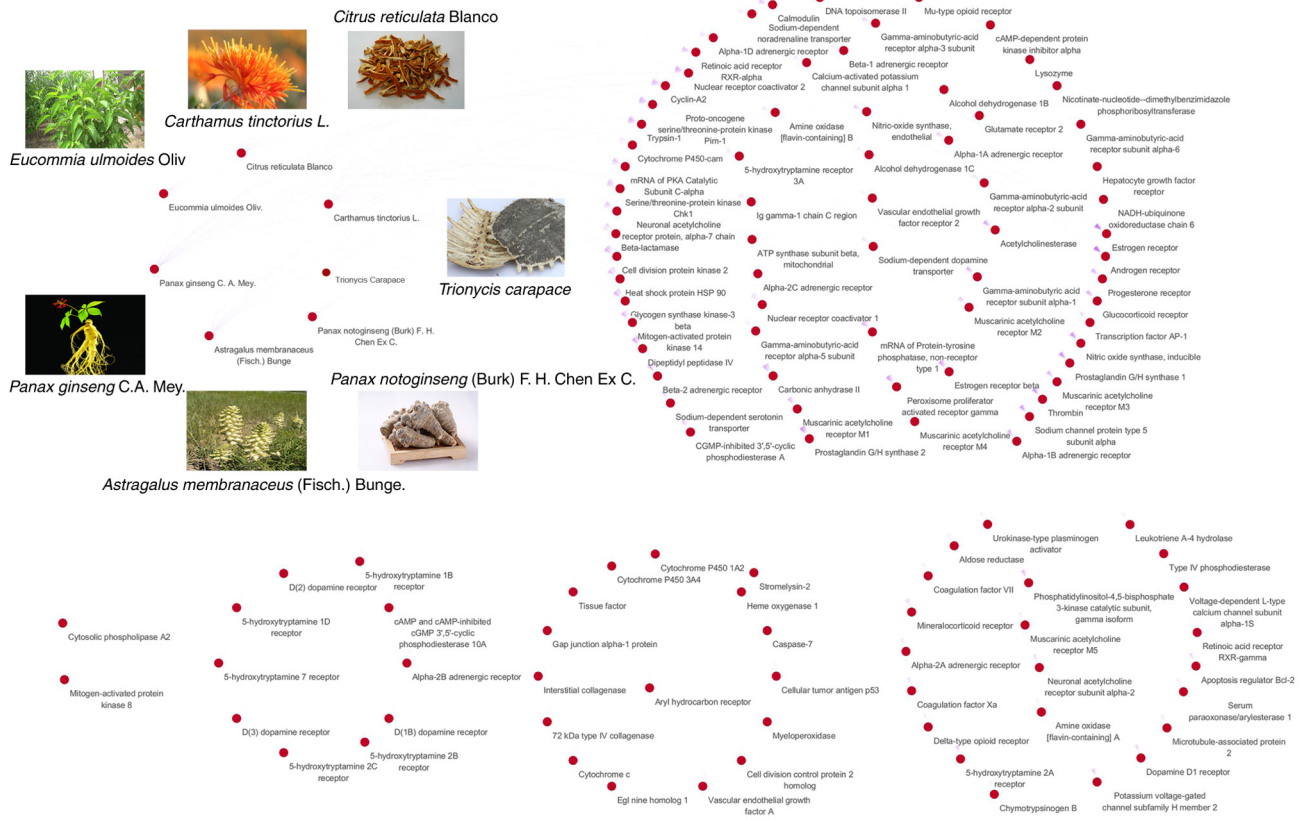 Citrus reticulata Blanco
Carthamus tinctorius L.
Eucommia ulmoides Oliv
Citrus reticulata Blanco
Eucommia ulmoides Oliv.
Carthamus tinctorius L.
Panax ginseng C. A. Mey.
Trionycis Carapace
Trionycis carapace
Panax notoginseng (Burk) F. H.
Chen Ex C.
Astragalus membranaceus
(Fisch.) Bunge
Panax ginseng C.A. Mey.
Panax notoginseng (Burk) F. H. Chen Ex C.
Astragalus membranaceus (Fisch.) Bunge.
DNA topoisomerase II
Mu-type opioid receptor
Calmodulin
Sodium-dependent
noradrenaline transporter
Gamma-aminobutyric-acid
receptor alpha-3 subunit
cAMP-dependent protein
kinase inhibitor alpha
Alpha-1D adrenergic receptor
Beta-1 adrenergic receptor
Retinoic acid receptor
RXR-alpha
Calcium-activated potassium
channel subunit alpha 1
Lysozyme
Nuclear receptor coactivator 2
Cyclin-A2
Alcohol dehydrogenase 1B
Nicotinate-nucleotide--dimethylbenzimidazole
phosphoribosyltransferase
Proto-oncogene
serine/threonine-protein kinase
Pim-1
Amine oxidase
[flavin-containing] B
Nitric-oxide synthase,
endothelial
Glutamate receptor 2
Trypsin-1
Gamma-aminobutyric-acid
receptor subunit alpha-6
Cytochrome P450-cam
Alpha-1A adrenergic receptor
5-hydroxytryptamine receptor
3A
Alcohol dehydrogenase 1C
mRNA of PKA Catalytic
Subunit C-alpha
Hepatocyte growth factor
receptor
Serine/threonine-protein kinase
Chk1
Gamma-aminobutyric-acid
receptor alpha-2 subunit
Ig gamma-1 chain C region
Vascular endothelial growth
factor receptor 2
NADH-ubiquinone
oxidoreductase chain 6
Neuronal acetylcholine
receptor protein, alpha-7 chain
Acetylcholinesterase
Beta-lactamase
Estrogen receptor
ATP synthase subunit beta,
mitochondrial
Sodium-dependent dopamine
transporter
Cell division protein kinase 2
Androgen receptor
Alpha-2C adrenergic receptor
Heat shock protein HSP 90
Gamma-aminobutyric acid
receptor subunit alpha-1
Progesterone receptor
Glycogen synthase kinase-3
beta
Nuclear receptor coactivator 1
Muscarinic acetylcholine
receptor M2
Glucocorticoid receptor
Mitogen-activated protein
kinase 14
Gamma-aminobutyric-acid
receptor alpha-5 subunit
mRNA of Protein-tyrosine
phosphatase, non-receptor
type 1
Transcription factor AP-1
Dipeptidyl peptidase IV
Nitric oxide synthase, inducible
Beta-2 adrenergic receptor
Carbonic anhydrase II
Estrogen receptor beta
Prostaglandin G/H synthase 1
Peroxisome proliferator
activated receptor gamma
Muscarinic acetylcholine
receptor M3
Sodium-dependent serotonin
transporter
Muscarinic acetylcholine
receptor M1
Thrombin
Muscarinic acetylcholine
receptor M4
Sodium channel protein type 5
subunit alpha
CGMP-inhibited 3',5'-cyclic
phosphodiesterase A
Prostaglandin G/H synthase 2
Alpha-1B adrenergic receptor
Cytosolic phospholipase A2
Mitogen-activated protein
kinase 8
5-hydroxytryptamine 1B
receptor
D(2) dopamine receptor
5-hydroxytryptamine 1D
receptor
cAMP and cAMP-inhibited
cGMP 3',5'-cyclic
phosphodiesterase 10A
5-hydroxytryptamine 7 receptor
Alpha-2B adrenergic receptor
D(3) dopamine receptor
D(1B) dopamine receptor
5-hydroxytryptamine 2B
receptor
5-hydroxytryptamine 2C
receptor
Cytochrome P450 1A2
Cytochrome P450 3A4
Stromelysin-2
Tissue factor
Heme oxygenase 1
Gap junction alpha-1 protein
Caspase-7
Interstitial collagenase
Aryl hydrocarbon receptor
Cellular tumor antigen p53
72 kDa type IV collagenase
Myeloperoxidase
Cytochrome c
Cell division control protein 2
homolog
Egl nine homolog 1
Vascular endothelial growth
factor A
Urokinase-type plasminogen
activator
Leukotriene A-4 hydrolase
Aldose reductase
Type IV phosphodiesterase
Coagulation factor VII
Phosphatidylinositol-4,5-bisphosphate
3-kinase catalytic subunit,
gamma isoform
Voltage-dependent L-type
calcium channel subunit
alpha-1S
Mineralocorticoid receptor
Muscarinic acetylcholine
receptor M5
Retinoic acid receptor
RXR-gamma
Alpha-2A adrenergic receptor
Neuronal acetylcholine
receptor subunit alpha-2
Apoptosis regulator Bcl-2
Coagulation factor Xa
Serum
paraoxonase/arylesterase 1
Amine oxidase
[flavin-containing] A
Delta-type opioid receptor
Microtubule-associated protein
2
5-hydroxytryptamine 2A
receptor
Dopamine D1 receptor
Chymotrypsinogen B
Potassium voltage-gated
channel subfamily H member 2